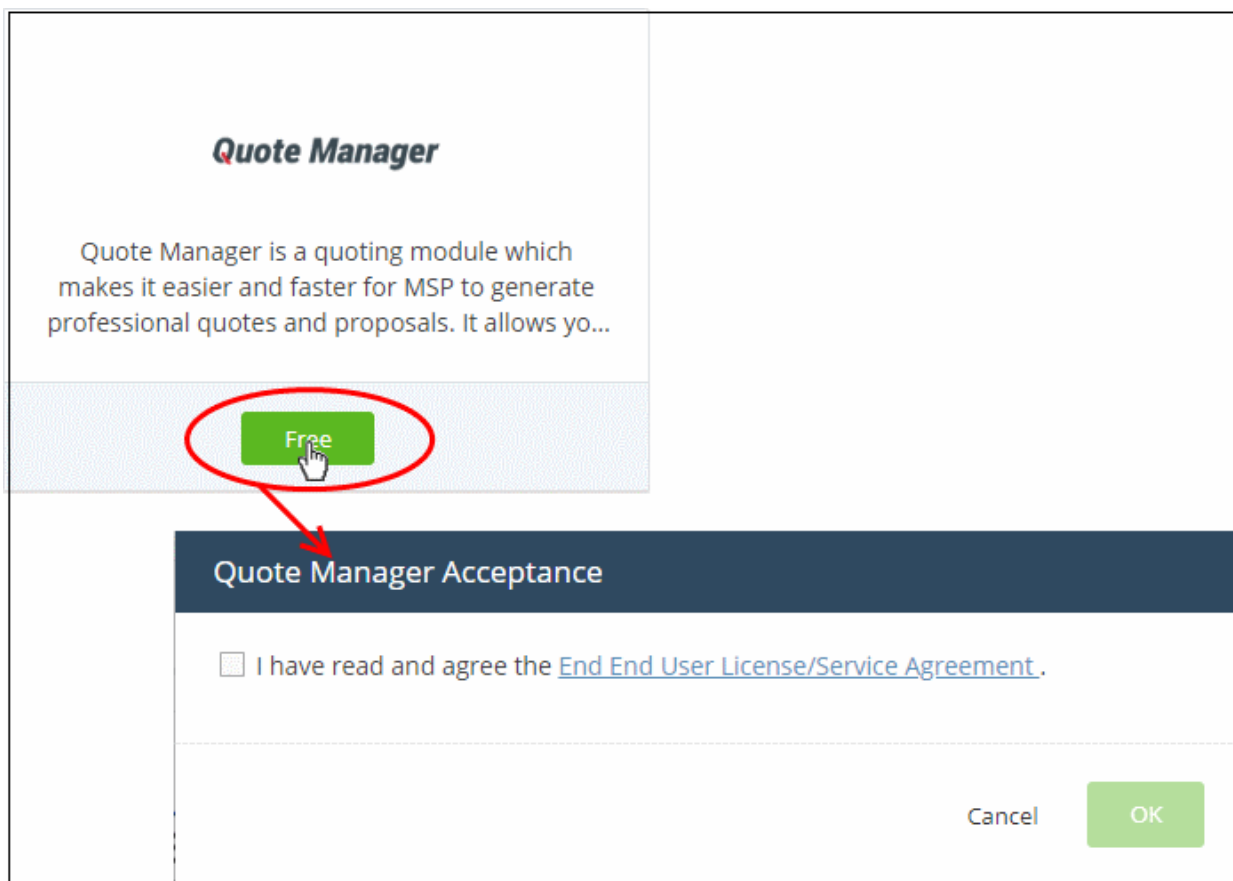 Quote Manager
Quote Manager is a quoting module which
makes it easier and faster for MSP to generate
professional quotes and proposals. It allows yo...
Free
Quote Manager Acceptance
I have read and agree the End End User License/Service Agreement .
Cancel
OK